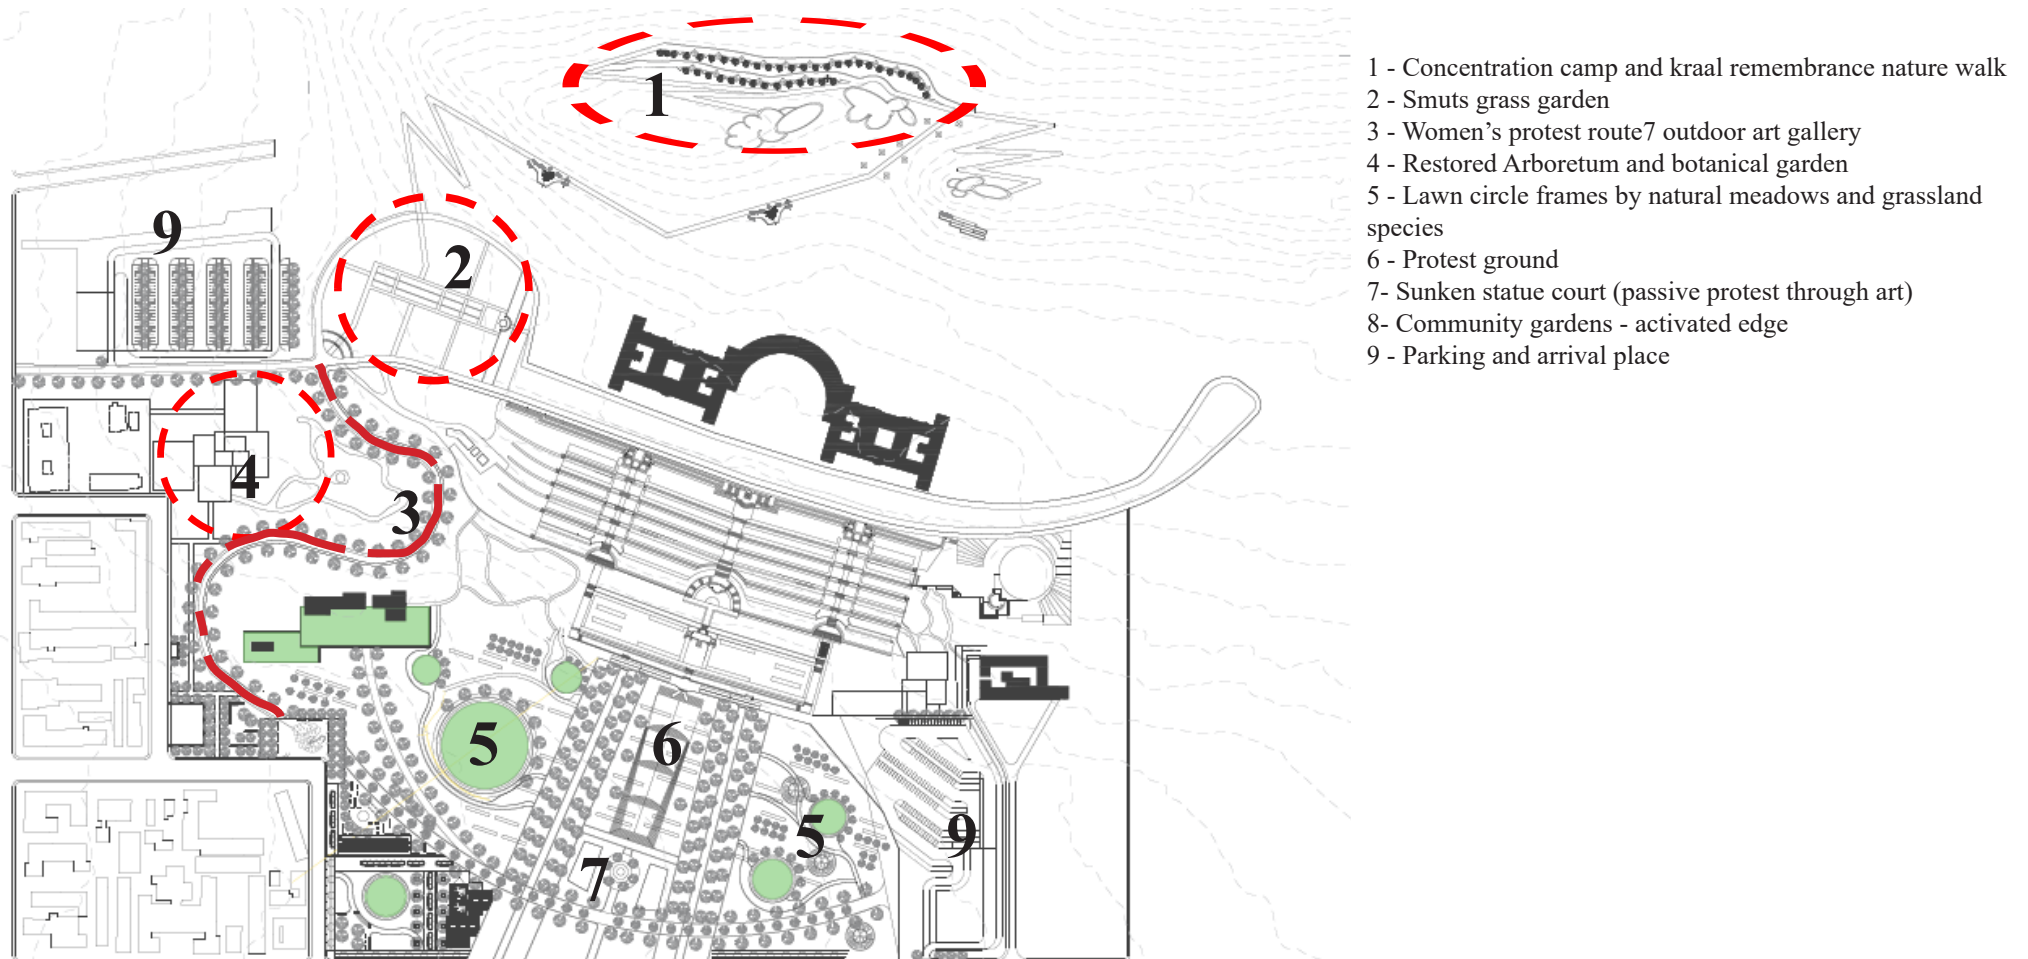 1 - Concentration camp and kraal remembrance nature walk
2 - Smuts grass garden
3 - Women’s protest route7 outdoor art gallery
4 - Restored Arboretum and botanical garden
5 - Lawn circle frames by natural meadows and grassland
species
6 - Protest ground
7- Sunken statue court (passive protest through art)
8- Community gardens - activated edge
9 - Parking and arrival place
1
9
2
4
3
5
6
5
9
7